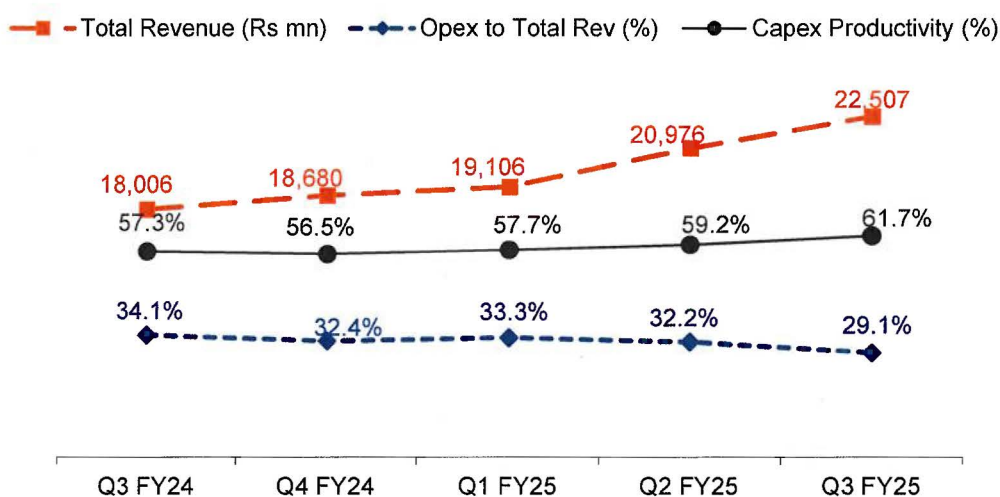 Total Revenue (Rs mn) Opex to Total Rev (%) Capex Productivity (%)
18,006 18,680 19,106 20,976 22,507
57.3% 56.5% 57.7% 59.2% 61.7%
34.1% 32.4% 33.3% 32.2% 29.1%
Q3 FY24 Q4 FY24 Q1 FY25 Q2 FY25 Q3 FY25